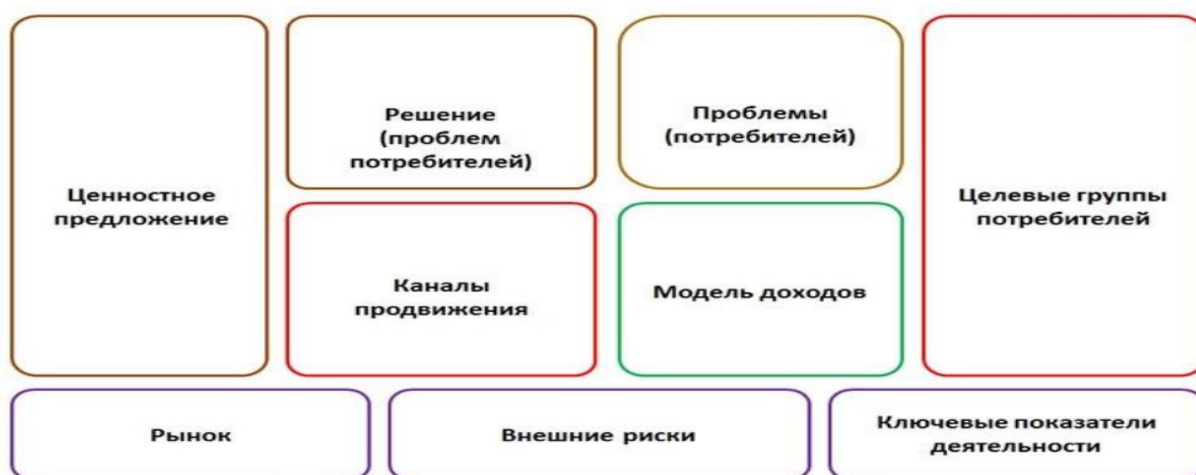 Ценностное
предложение
Решение
(проблем
потребителей)
Проблемы
(потребителей)
Целевые группы
потребителей
Каналы
продвижения
Модель доходов
Рынок
Внешние риски
Ключевые показатели
деятельности